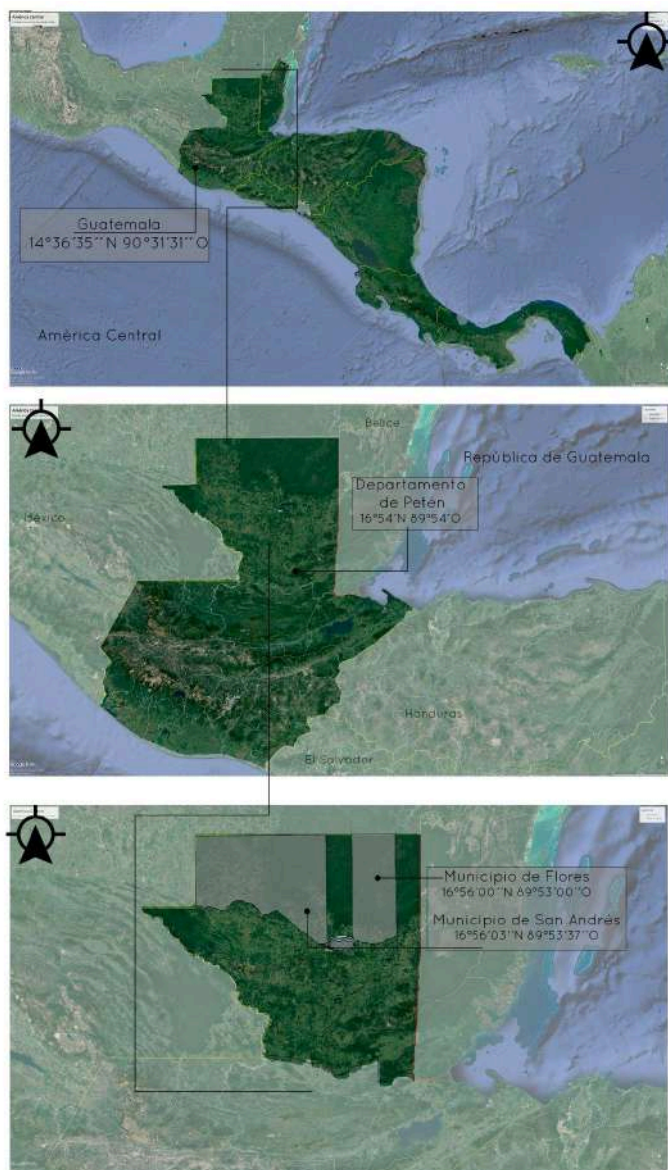 América Central
Guatemala
14°36'35''N 90°31'31''O
América Central
Belice
República de Guatemala
Departamento
de Petén
16°54'N 89°54'O
México
Honduras
El Salvador
Municipio de Flores
16°56'00''N 89°53'00''O
Municipio de San Andrés
16°56'03''N 89°53'37''O